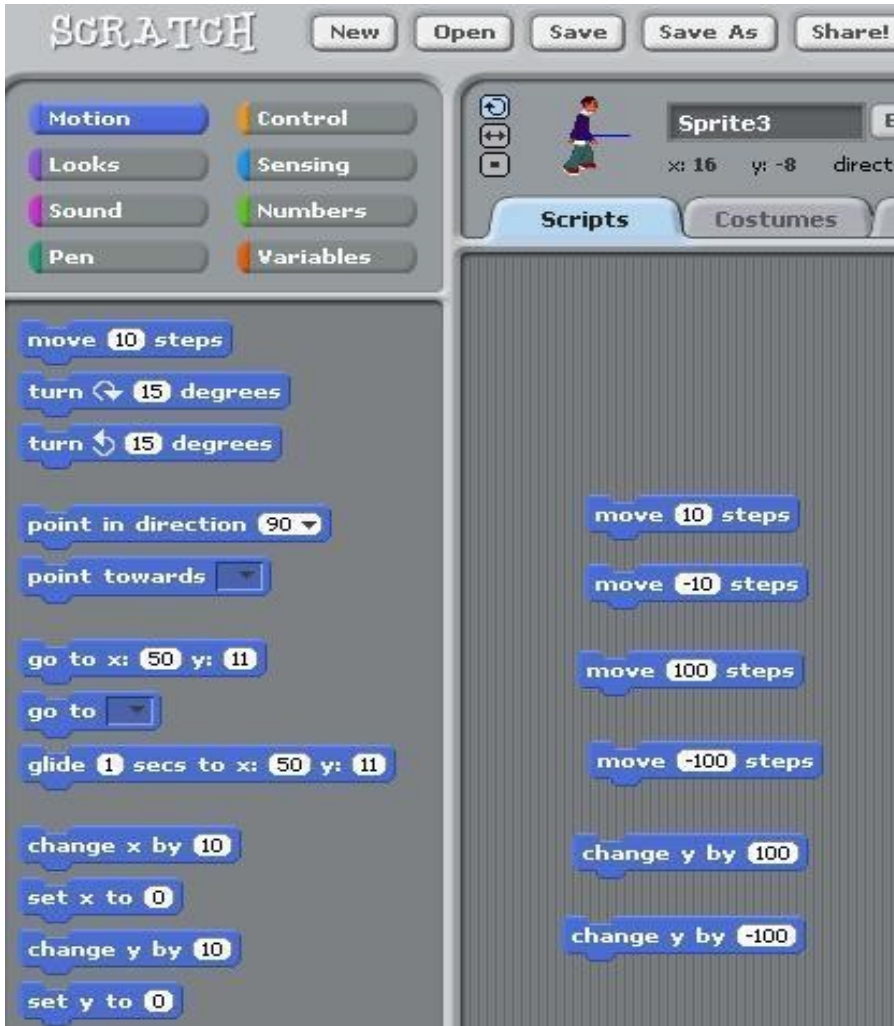 SCRATCH New Open Save Save As Share!
Motion Control
Looks Sensing
Sound Numbers
Pen Variables
Sprite3
x: 16 y: -8 direct
Scripts Costumes
move 10 steps
turn 15 degrees
turn 15 degrees
point in direction 90
point towards
go to x: 50 y: 11
go to
glide 1 secs to x: 50 y: 11
change x by 10
set x to 0
change y by 10
set y to 0
move 10 steps
move -10 steps
move 100 steps
move -100 steps
change y by 100
change y by -100